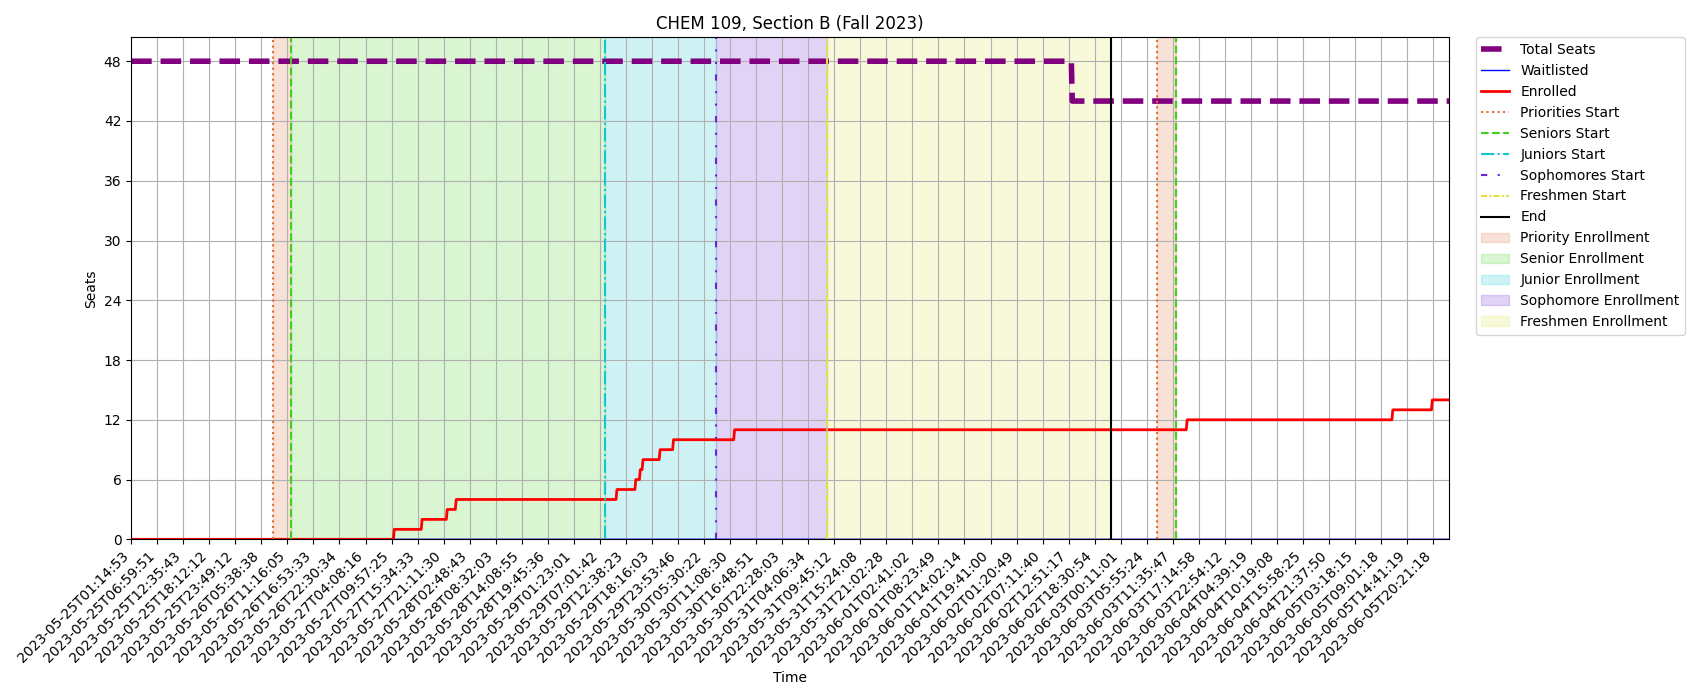 CHEM 109, Section B (Fall 2023)
Seats
48
42
36
30
24
18
12
6
0
2023-05-25T01:14:53
2023-05-25T06:59:51
2023-05-25T12:35:43
2023-05-25T18:12:12
2023-05-25T23:49:12
2023-05-26T05:38:38
2023-05-26T11:16:05
2023-05-26T16:53:33
2023-05-26T22:30:34
2023-05-27T04:08:16
2023-05-27T09:57:25
2023-05-27T15:34:33
2023-05-27T21:11:30
2023-05-28T02:48:43
2023-05-28T08:32:03
2023-05-28T14:08:55
2023-05-28T19:45:36
2023-05-29T01:23:01
2023-05-29T07:01:42
2023-05-29T12:38:23
2023-05-29T18:16:03
2023-05-29T23:53:46
2023-05-30T05:30:22
2023-05-30T11:08:30
2023-05-30T16:48:51
2023-05-30T22:28:03
2023-05-31T04:06:34
2023-05-31T09:45:12
2023-05-31T15:24:08
2023-05-31T21:02:28
2023-06-01T02:41:02
2023-06-01T08:23:49
2023-06-01T14:02:14
2023-06-01T19:41:00
2023-06-02T01:20:49
2023-06-02T07:11:40
2023-06-02T12:51:17
2023-06-02T18:30:54
2023-06-03T00:11:01
2023-06-03T05:55:24
2023-06-03T11:35:47
2023-06-03T17:14:58
2023-06-03T22:54:12
2023-06-04T04:39:19
2023-06-04T10:19:08
2023-06-04T15:58:25
2023-06-04T21:37:50
2023-06-05T03:18:15
2023-06-05T09:01:18
2023-06-05T14:41:19
2023-06-05T20:21:18
Time
Total Seats
Waitlisted
Enrolled
Priorities Start
Seniors Start
Juniors Start
Sophomores Start
Freshmen Start
End
Priority Enrollment
Senior Enrollment
Junior Enrollment
Sophomore Enrollment
Freshmen Enrollment